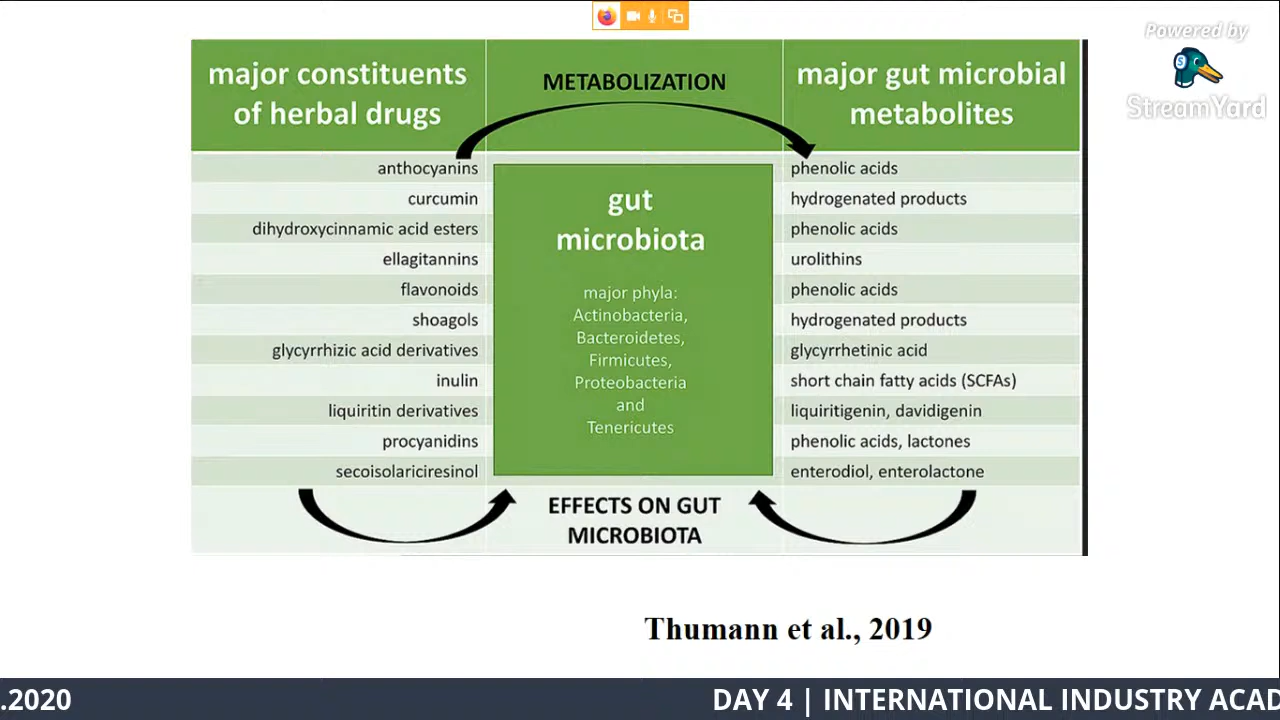 Powered by
StreamYard
major constituents
of herbal drugs
METABOLIZATION
major gut microbial
metabolites
anthocyanins
phenolic acids
curcumin
hydrogenated products
dihydroxycinnamic acid esters
phenolic acids
ellagitannins
urolithins
flavonoids
phenolic acids
shoagols
hydrogenated products
glycyrrhizic acid derivatives
glycyrrhetinic acid
inulin
short chain fatty acids (SCFAs)
liquiritin derivatives
liquiritigenin, davidigenin
procyanidins
phenolic acids, lactones
secoisolariciresinol
enterodiol, enterolactone
gut
microbiota
major phyla:
Actinobacteria,
Bacteroidetes,
Firmicutes,
Proteobacteria
and
Tenericutes
EFFECTS ON GUT
MICROBIOTA
Thumann et al., 2019
.2020
DAY 4 | INTERNATIONAL INDUSTRY ACAD